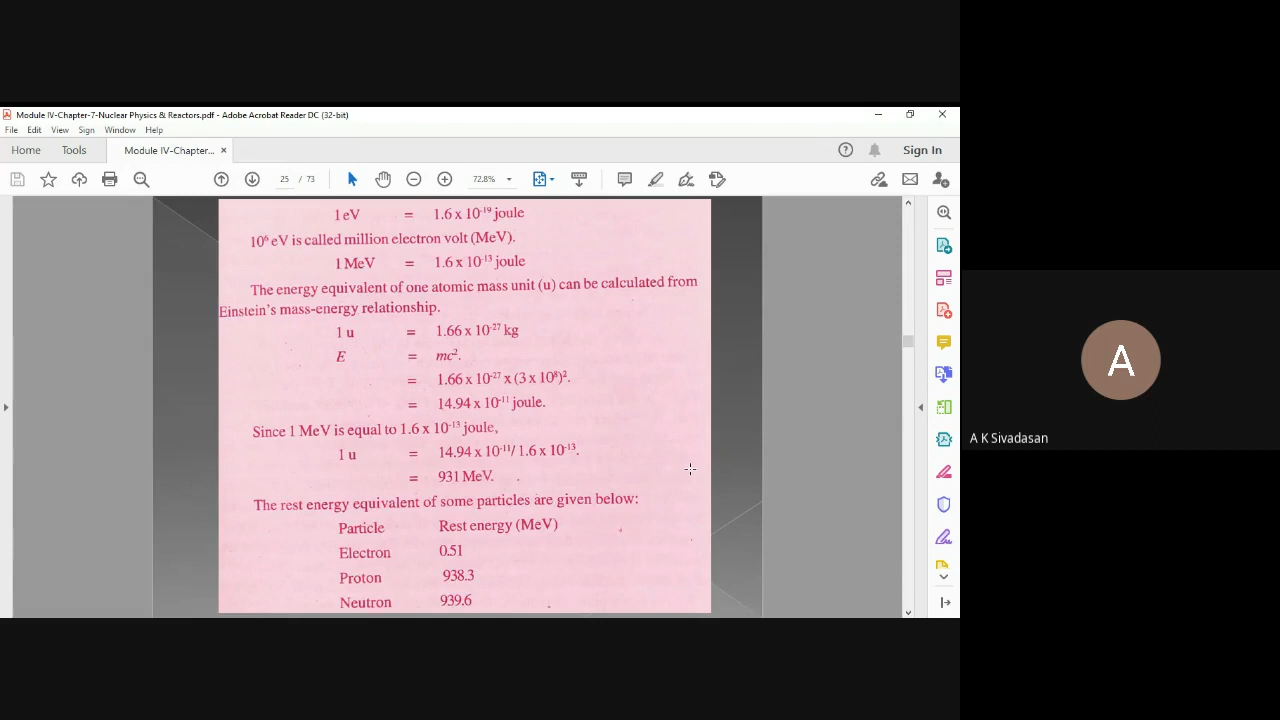 Module IV-Chapter-7-Nuclear Physics & Reactors.pdf - Adobe Acrobat Reader DC (32-bit)
File Edit View Sign Window Help
Home Tools Module IV-Chapter... × Sign In
25 / 73 72.8%
1 eV = 1.6 x 10⁻¹⁹ joule
10⁶ eV is called million electron volt (MeV).
1 MeV = 1.6 x 10⁻¹³ joule
The energy equivalent of one atomic mass unit (u) can be calculated from
Einstein's mass-energy relationship.
1 u = 1.66 x 10⁻²⁷ kg
E = mc².
= 1.66 x 10⁻²⁷ x (3 x 10⁸)².
= 14.94 x 10⁻¹¹ joule.
Since 1 MeV is equal to 1.6 x 10⁻¹³ joule,
1 u = 14.94 x 10⁻¹¹/ 1.6 x 10⁻¹³.
= 931 MeV.
The rest energy equivalent of some particles are given below:
Particle Rest energy (MeV)
Electron 0.51
Proton 938.3
Neutron 939.6
A
A K Sivadasan